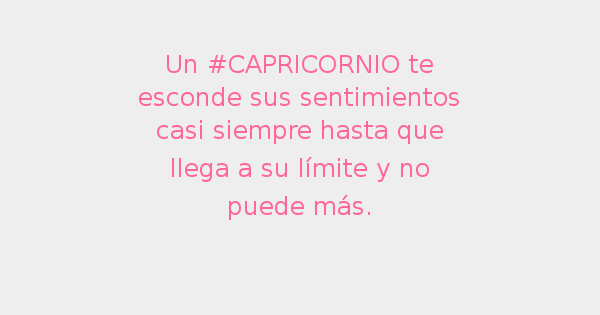 Un #CAPRICORNIO te
esconde sus sentimientos
casi siempre hasta que
llega a su límite y no
puede más.